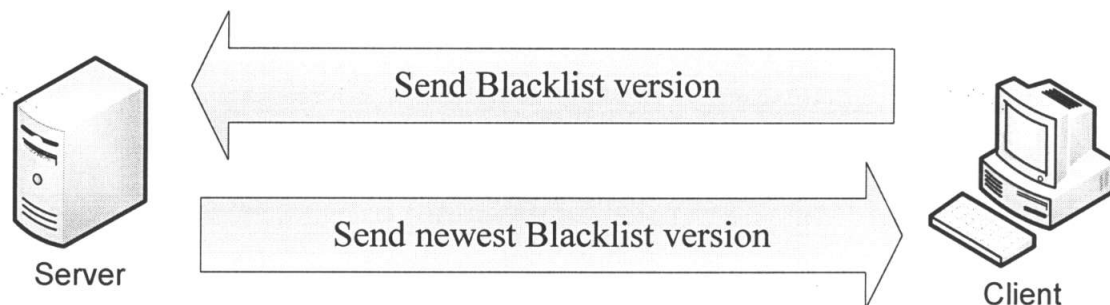 Send Blacklist version
Send newest Blacklist version
Server
Client